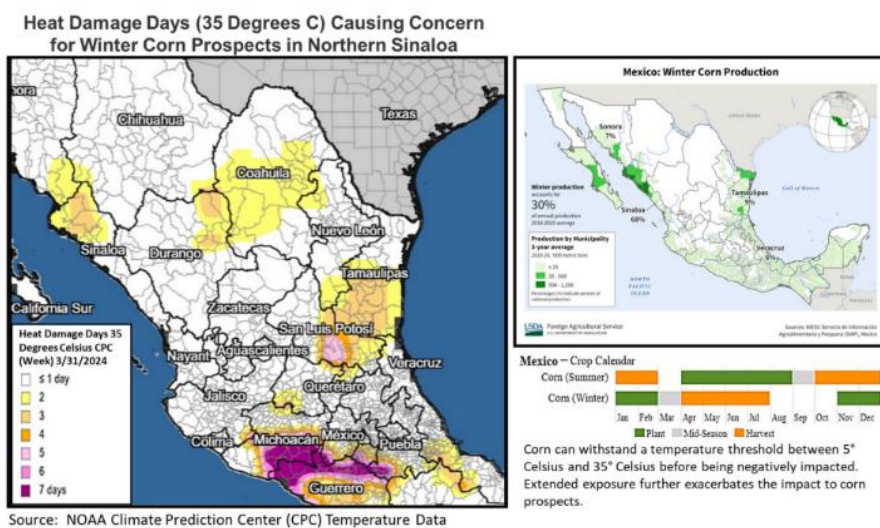 Heat Damage Days (35 Degrees C) Causing Concern
for Winter Corn Prospects in Northern Sinaloa
Chihuahua
Texas
Coahuila
Sinaloa
Durango
Nuevo León
Tamaulipas
California Sur
Zacatecas
San Luis Potosí
Nayarit
Aguascalientes
Veracruz
Querétaro
Jalisco
Colima
Michoacán
México
Puebla
Guerrero
Heat Damage Days 35
Degrees Celsius CPC
(Week) 3/31/2024
≤ 1 day
2
3
4
5
6
7 days
Source: NOAA Climate Prediction Center (CPC) Temperature Data
Mexico: Winter Corn Production
United States
Sonora
7%
Gulf of Mexico
Winter production
accounts for
30%
of annual production
Tamaulipas
Sinaloa
68%
Veracruz
Production by Municipality
NORTH
PACIFIC
OCEAN
USDA Foreign Agricultural Service
U.S. DEPARTMENT OF AGRICULTURE
Mexico – Crop Calendar
Corn (Summer)
Corn (Winter)
Jan Feb Mar Apr May Jun Jul Aug Sep Oct Nov Dec
Plant Mid-Season Harvest
Corn can withstand a temperature threshold between 5°
Celsius and 35° Celsius before being negatively impacted.
Extended exposure further exacerbates the impact to corn
prospects.